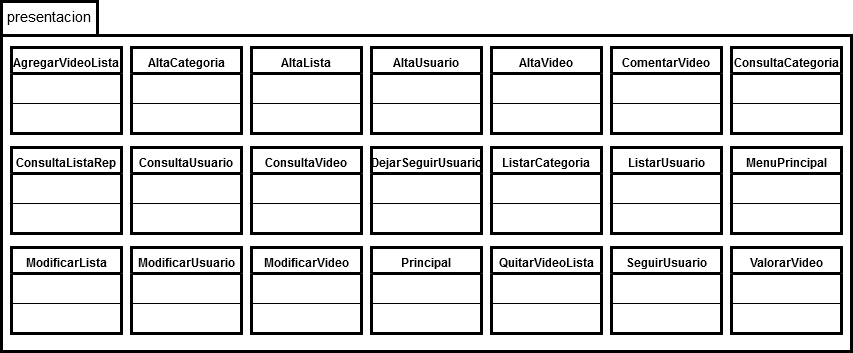 presentacion
AgregarVideoLista AltaCategoria AltaLista AltaUsuario AltaVideo ComentarVideo ConsultaCategoria
ConsultaListaRep ConsultaUsuario ConsultaVideo DejarSeguirUsuario ListarCategoria ListarUsuario MenuPrincipal
ModificarLista ModificarUsuario ModificarVideo Principal QuitarVideoLista SeguirUsuario ValorarVideo